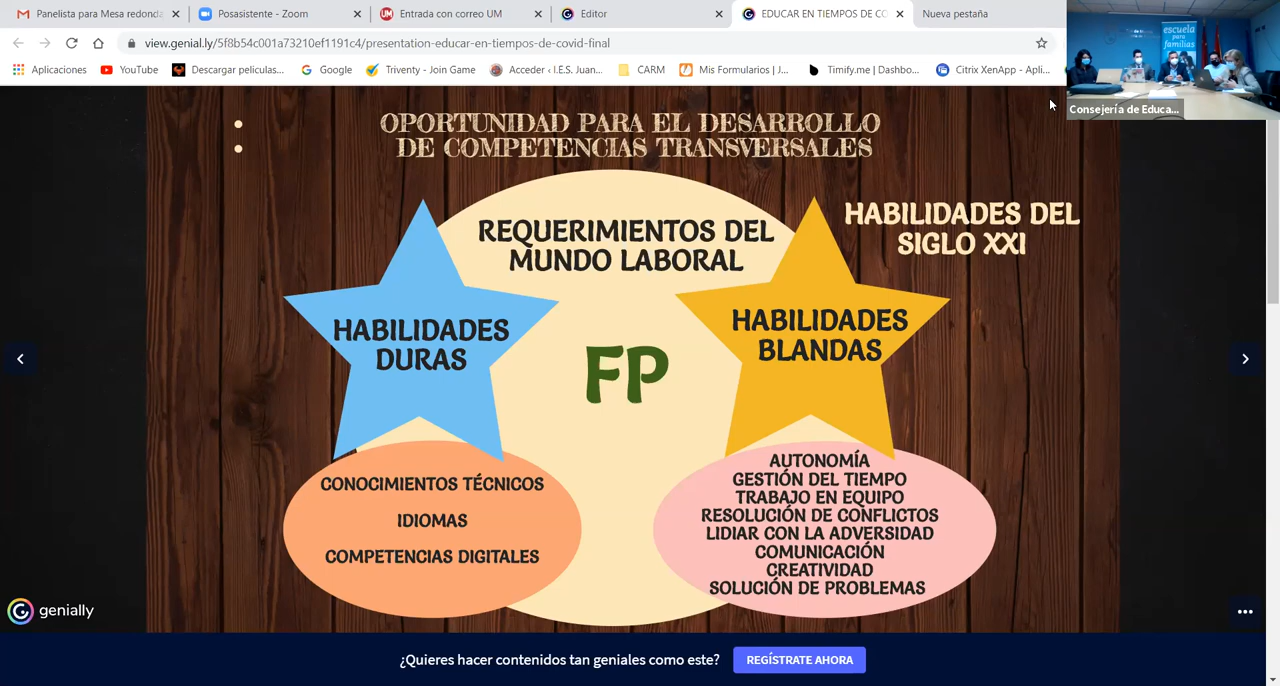 Panelista para Mesa redonda
Posasistente - Zoom
UM
Entrada con correo UM
Editor
EDUCAR EN TIEMPOS DE CO
Nueva pestaña
view.genial.ly/5f8b54c001a73210ef1191c4/presentation-educar-en-tiempos-de-covid-final
Aplicaciones
YouTube
Descargar peliculas...
Google
Triventy - Join Game
Acceder ‹ I.E.S. Juan...
CARM
Mis Formularios | J...
Timify.me | Dashbo...
Citrix XenApp - Apli...
escuela
para
familias
Consejería de Educa...
OPORTUNIDAD PARA EL DESARROLLO
DE COMPETENCIAS TRANSVERSALES
REQUERIMIENTOS DEL
MUNDO LABORAL
HABILIDADES DEL
SIGLO XXI
HABILIDADES
DURAS
FP
HABILIDADES
BLANDAS
CONOCIMIENTOS TÉCNICOS
IDIOMAS
COMPETENCIAS DIGITALES
AUTONOMÍA
GESTIÓN DEL TIEMPO
TRABAJO EN EQUIPO
RESOLUCIÓN DE CONFLICTOS
LIDIAR CON LA ADVERSIDAD
COMUNICACIÓN
CREATIVIDAD
SOLUCIÓN DE PROBLEMAS
genially
¿Quieres hacer contenidos tan geniales como este?
REGÍSTRATE AHORA